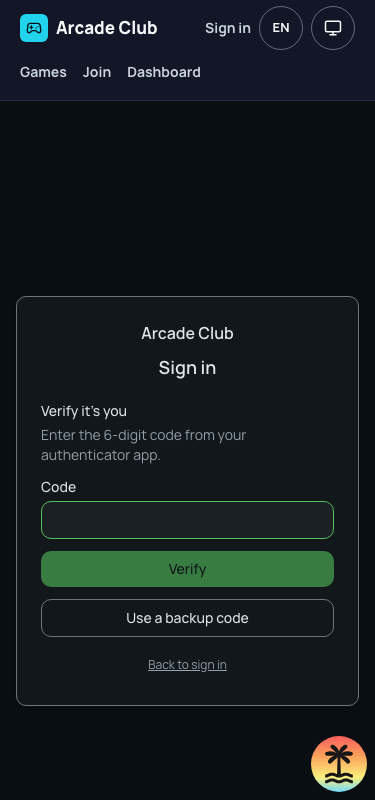 Arcade Club
Sign in
EN
Games
Join
Dashboard
Arcade Club
Sign in
Verify it's you
Enter the 6-digit code from your
authenticator app.
Code
Verify
Use a backup code
Back to sign in